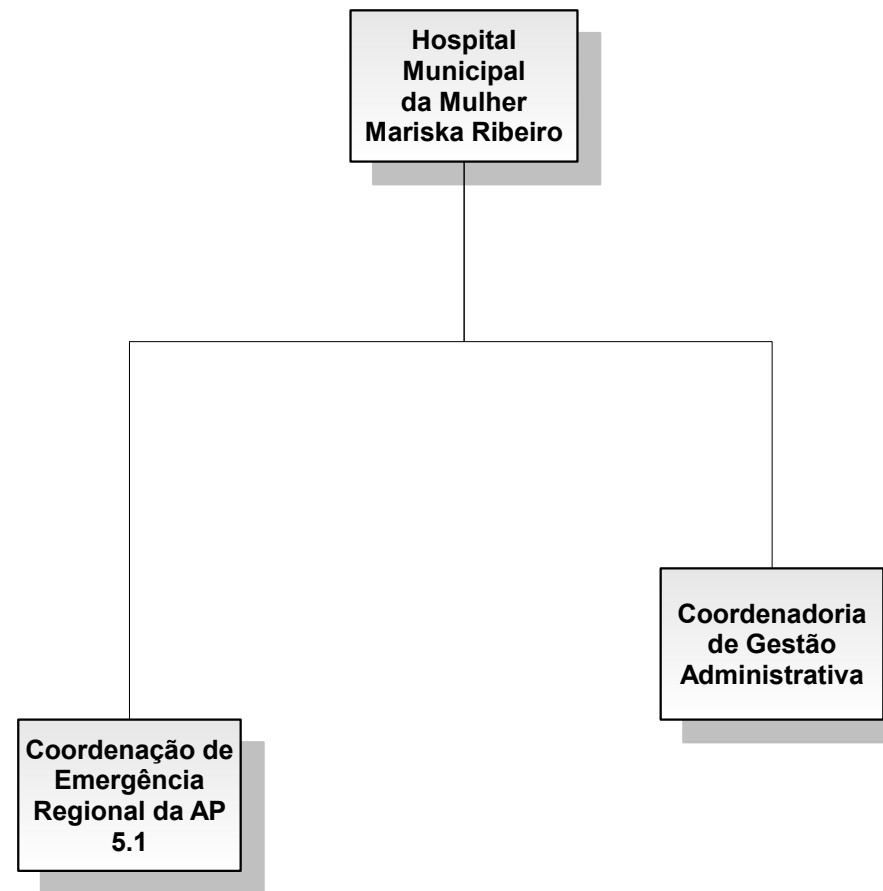 Hospital
Municipal
da Mulher
Mariska Ribeiro
Coordenadoria
de Gestão
Administrativa
Coordenação de
Emergência
Regional da AP
5.1